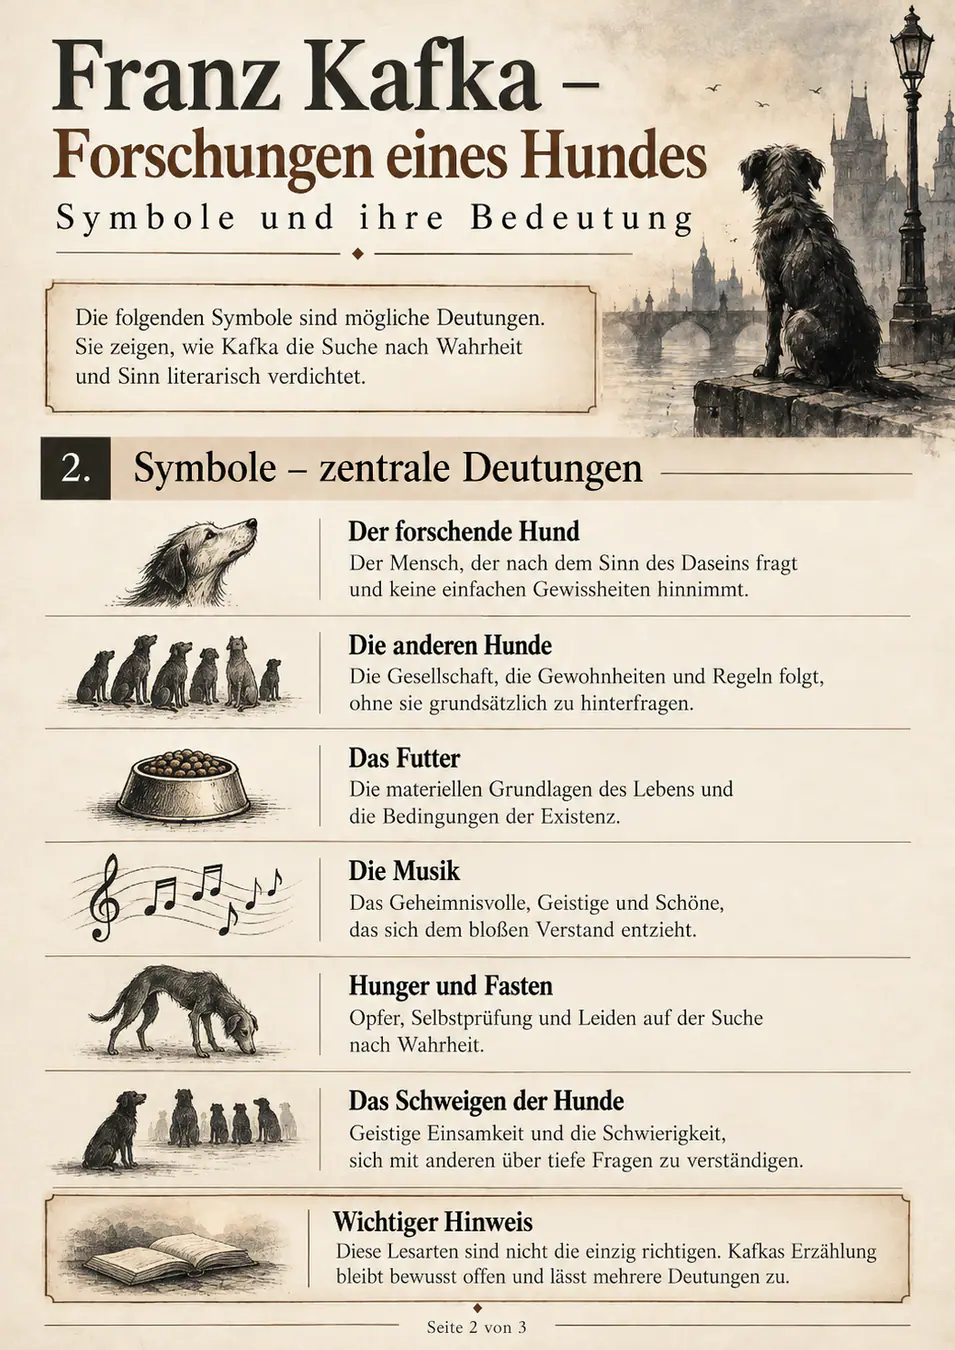 Franz Kafka –
Forschungen eines Hundes
Symbole und ihre Bedeutung
Die folgenden Symbole sind mögliche Deutungen.
Sie zeigen, wie Kafka die Suche nach Wahrheit
und Sinn literarisch verdichtet.
2. Symbole – zentrale Deutungen
Der forschende Hund
Der Mensch, der nach dem Sinn des Daseins fragt
und keine einfachen Gewissheiten hinnimmt.
Die anderen Hunde
Die Gesellschaft, die Gewohnheiten und Regeln folgt,
ohne sie grundsätzlich zu hinterfragen.
Das Futter
Die materiellen Grundlagen des Lebens und
die Bedingungen der Existenz.
Die Musik
Das Geheimnisvolle, Geistige und Schöne,
das sich dem bloßen Verstand entzieht.
Hunger und Fasten
Opfer, Selbstprüfung und Leiden auf der Suche
nach Wahrheit.
Das Schweigen der Hunde
Geistige Einsamkeit und die Schwierigkeit,
sich mit anderen über tiefe Fragen zu verständigen.
Wichtiger Hinweis
Diese Lesarten sind nicht die einzig richtigen. Kafkas Erzählung
bleibt bewusst offen und lässt mehrere Deutungen zu.
Seite 2 von 3